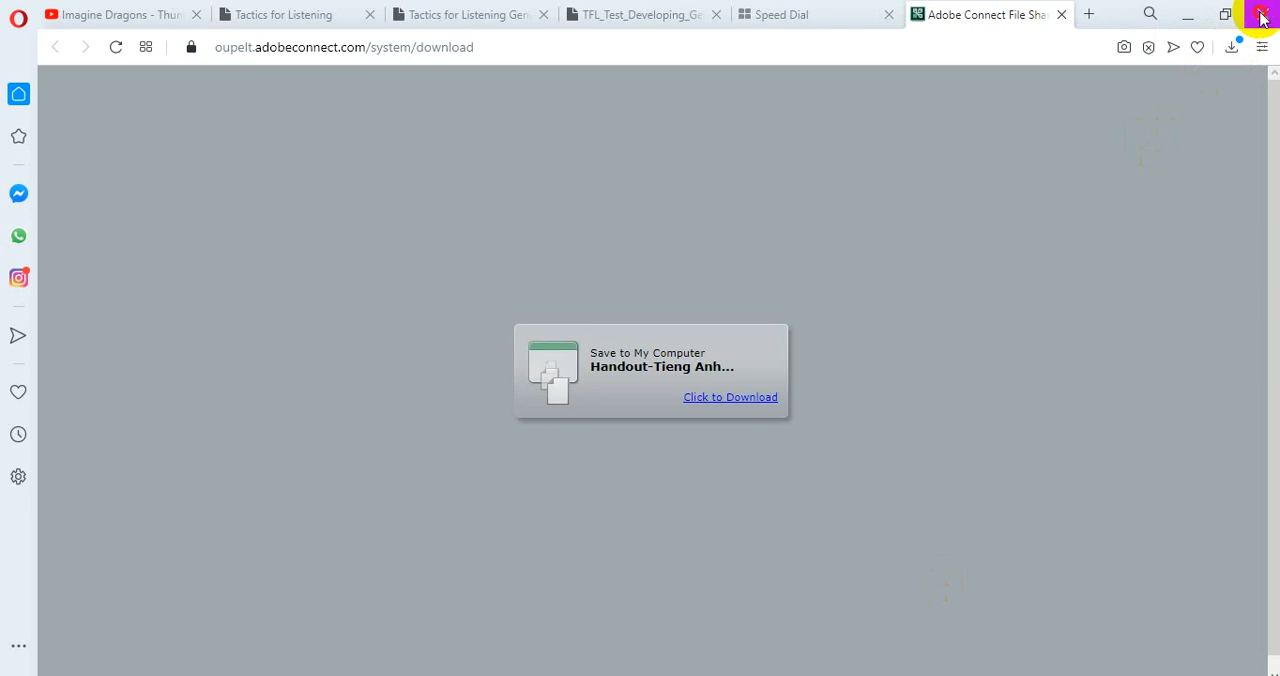 Imagine Dragons - Thun
Tactics for Listening
Tactics for Listening Gen
TFL_Test_Developing_Ge
Speed Dial
Adobe Connect File Sha
oupelt.adobeconnect.com/system/download
Save to My Computer
Handout-Tieng Anh...
Click to Download